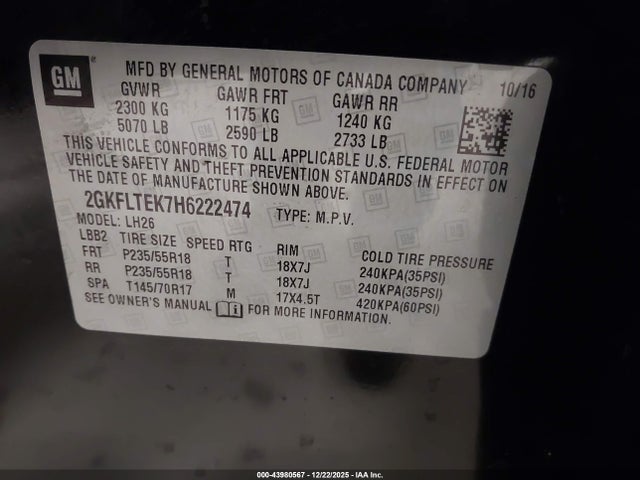 GM
MFD BY GENERAL MOTORS OF CANADA COMPANY 10/16
GVWR GAWR FRT GAWR RR
2300 KG 1175 KG 1240 KG
5070 LB 2590 LB 2733 LB
THIS VEHICLE CONFORMS TO ALL APPLICABLE U.S. FEDERAL MOTOR
VEHICLE SAFETY AND THEFT PREVENTION STANDARDS IN EFFECT ON
THE DATE OF MANUFACTURE SHOWN ABOVE.
2GKFLTEK7H6222474 TYPE: M.P.V.
MODEL: LH26
LBB2 TIRE SIZE SPEED RTG RIM COLD TIRE PRESSURE
FRT P235/55R18 T 18X7J 240KPA(35PSI)
RR P235/55R18 T 18X7J 240KPA(35PSI)
SPA T145/70R17 M 17X4.5T 420KPA(60PSI)
SEE OWNER'S MANUAL FOR MORE INFORMATION.
000-43980567 - 12/22/2025 - IAA Inc.